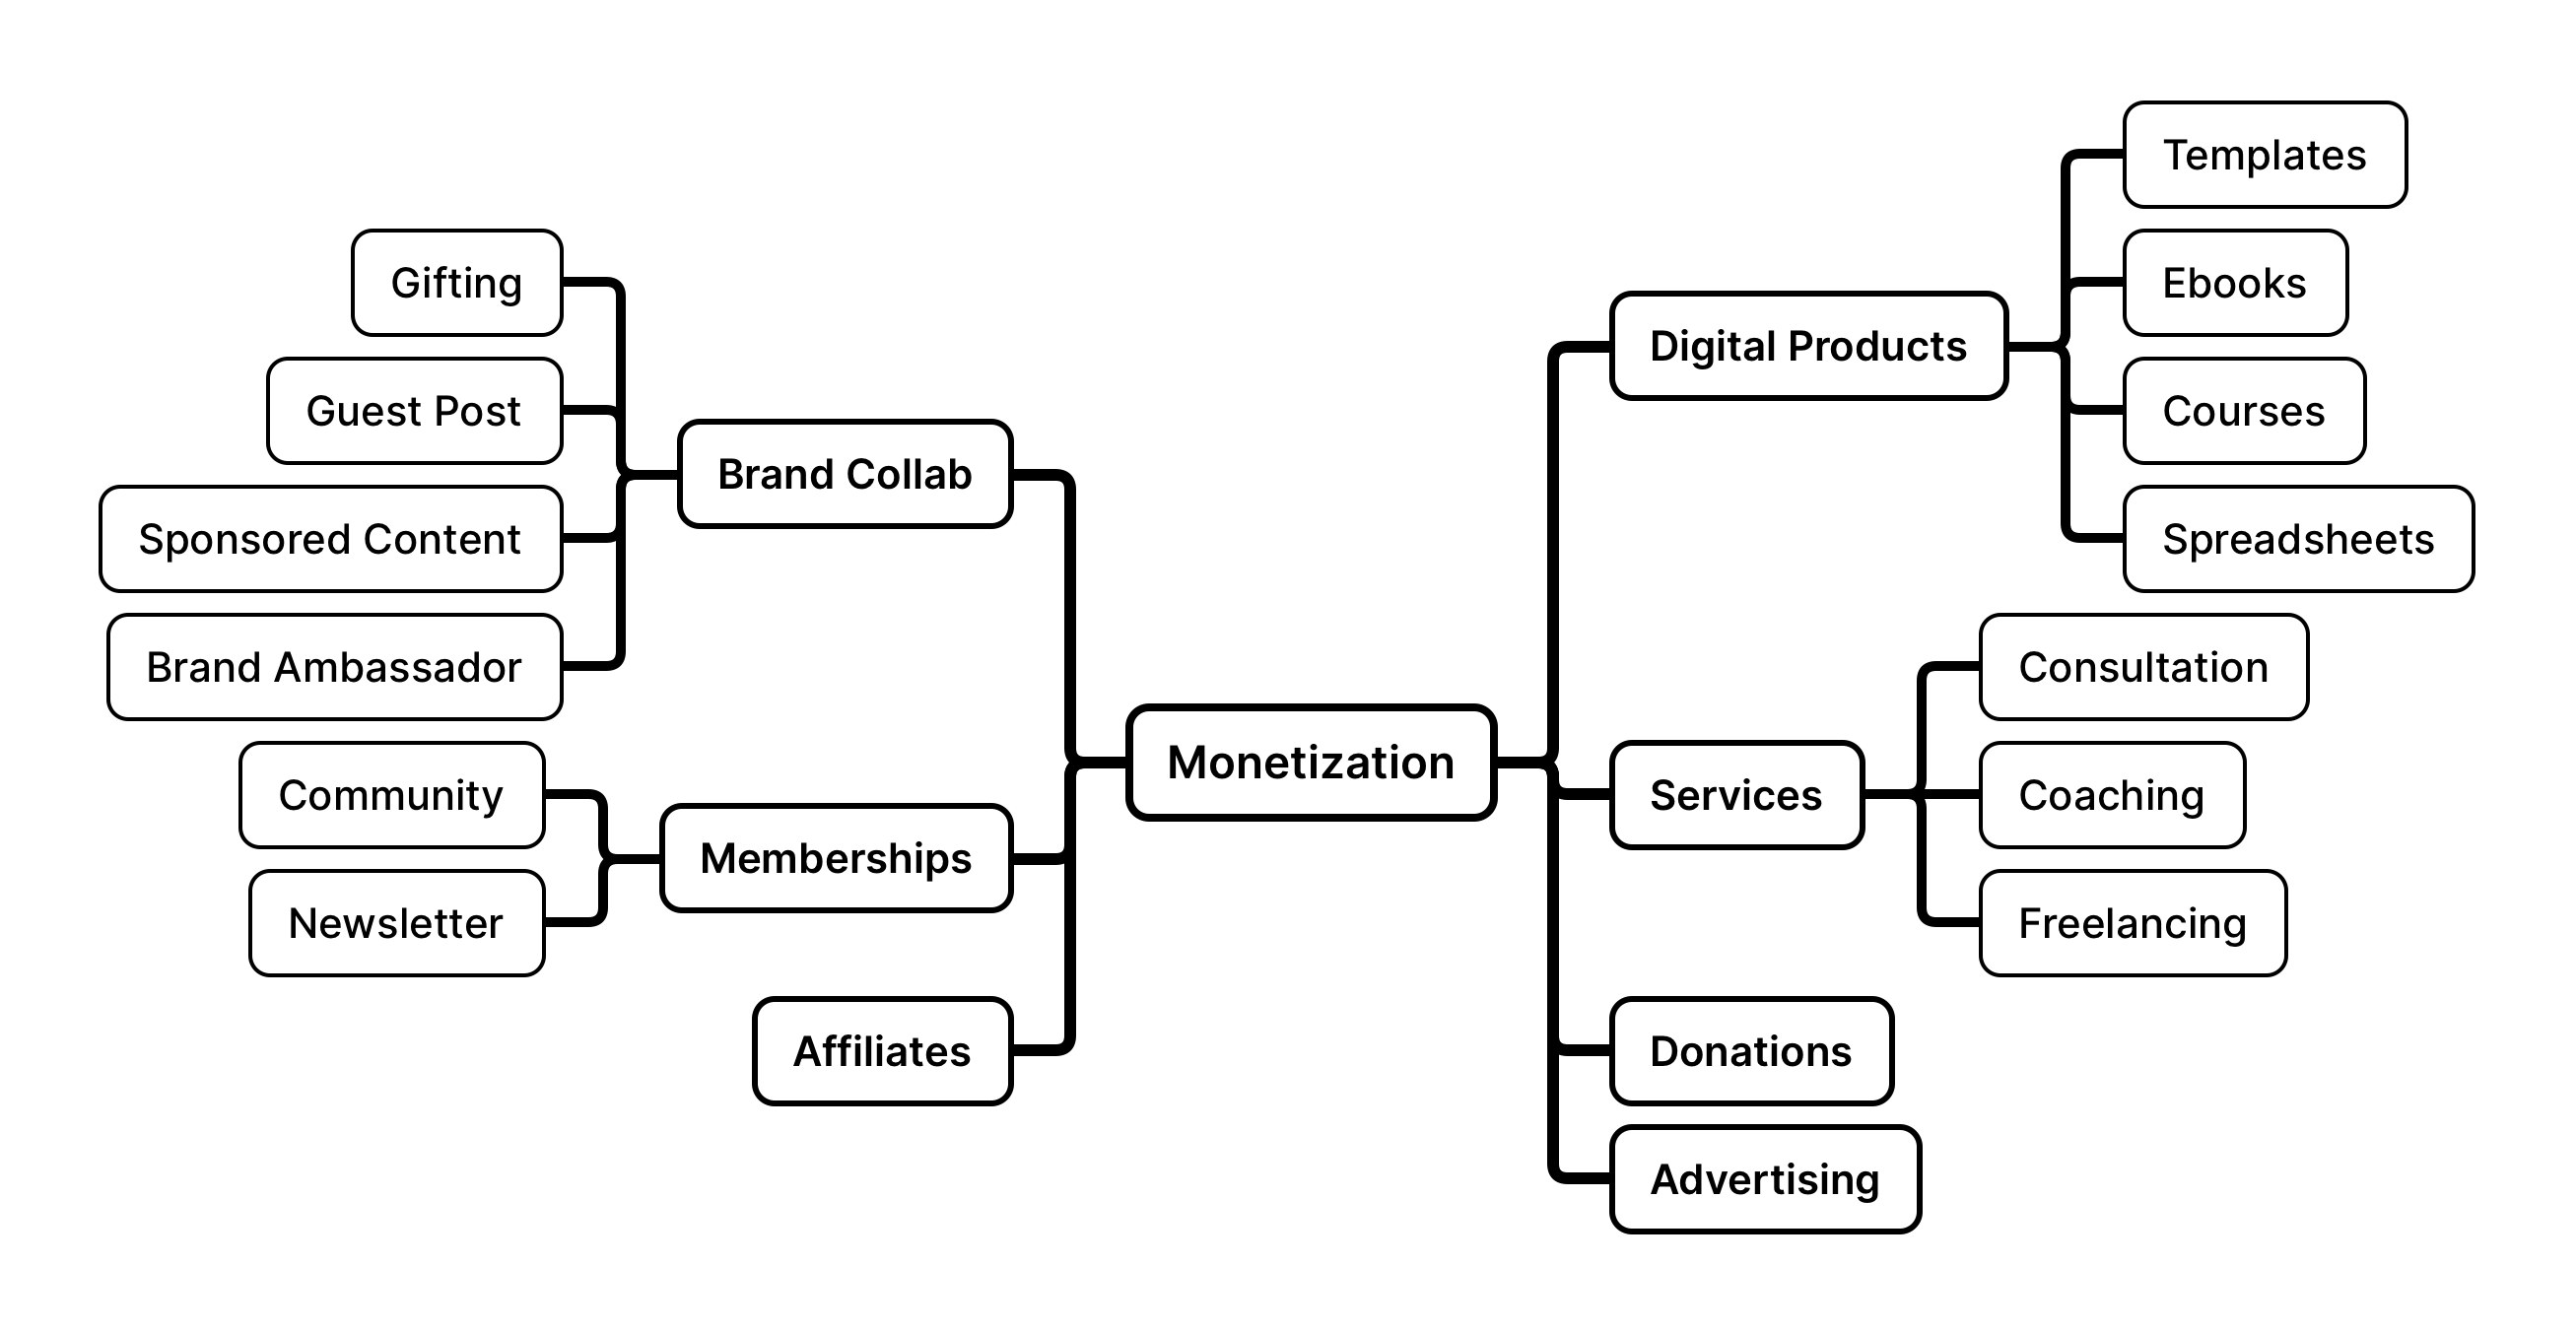 Monetization
Brand Collab
Gifting
Guest Post
Sponsored Content
Brand Ambassador
Memberships
Community
Newsletter
Affiliates
Digital Products
Templates
Ebooks
Courses
Spreadsheets
Services
Consultation
Coaching
Freelancing
Donations
Advertising